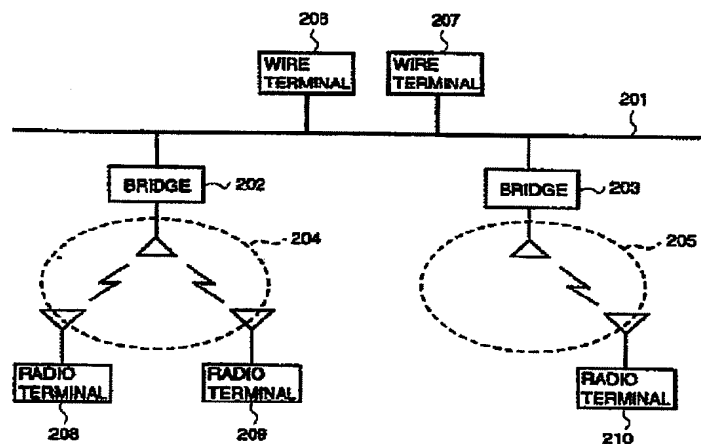 206
207
WIRE
TERMINAL
WIRE
TERMINAL
201
BRIDGE
202
BRIDGE
203
204
205
RADIO
TERMINAL
RADIO
TERMINAL
RADIO
TERMINAL
208
209
210